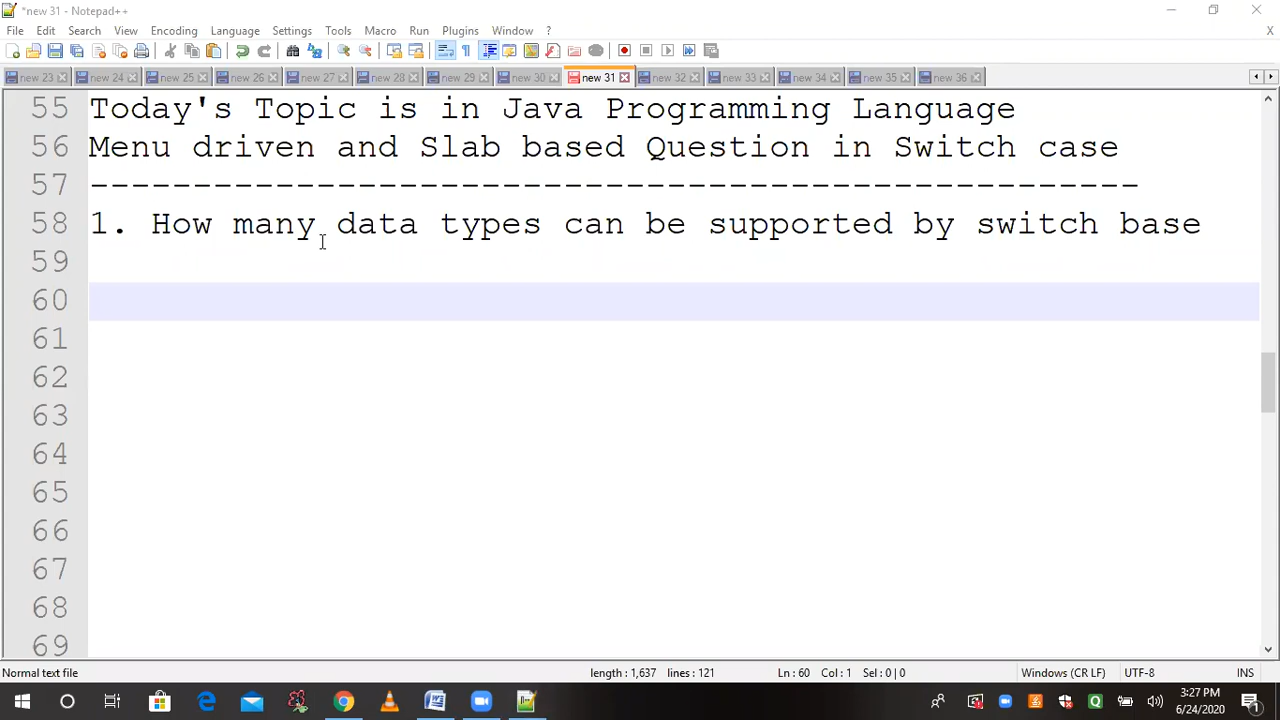 *new 31 - Notepad++
File Edit Search View Encoding Language Settings Tools Macro Run Plugins Window ? X
new 23 new 24 new 25 new 26 new 27 new 28 new 29 new 30 new 31 new 32 new 33 new 34 new 35 new 36
55 Today's Topic is in Java Programming Language
56 Menu driven and Slab based Question in Switch case
57 ---------------------------------------------------
58 1. How many data types can be supported by switch base
59
60
61
62
63
64
65
66
67
68
69
Normal text file length : 1,637 lines : 121 Ln : 60 Col : 1 Sel : 0 | 0 Windows (CR LF) UTF-8 INS
3:27 PM
6/24/2020